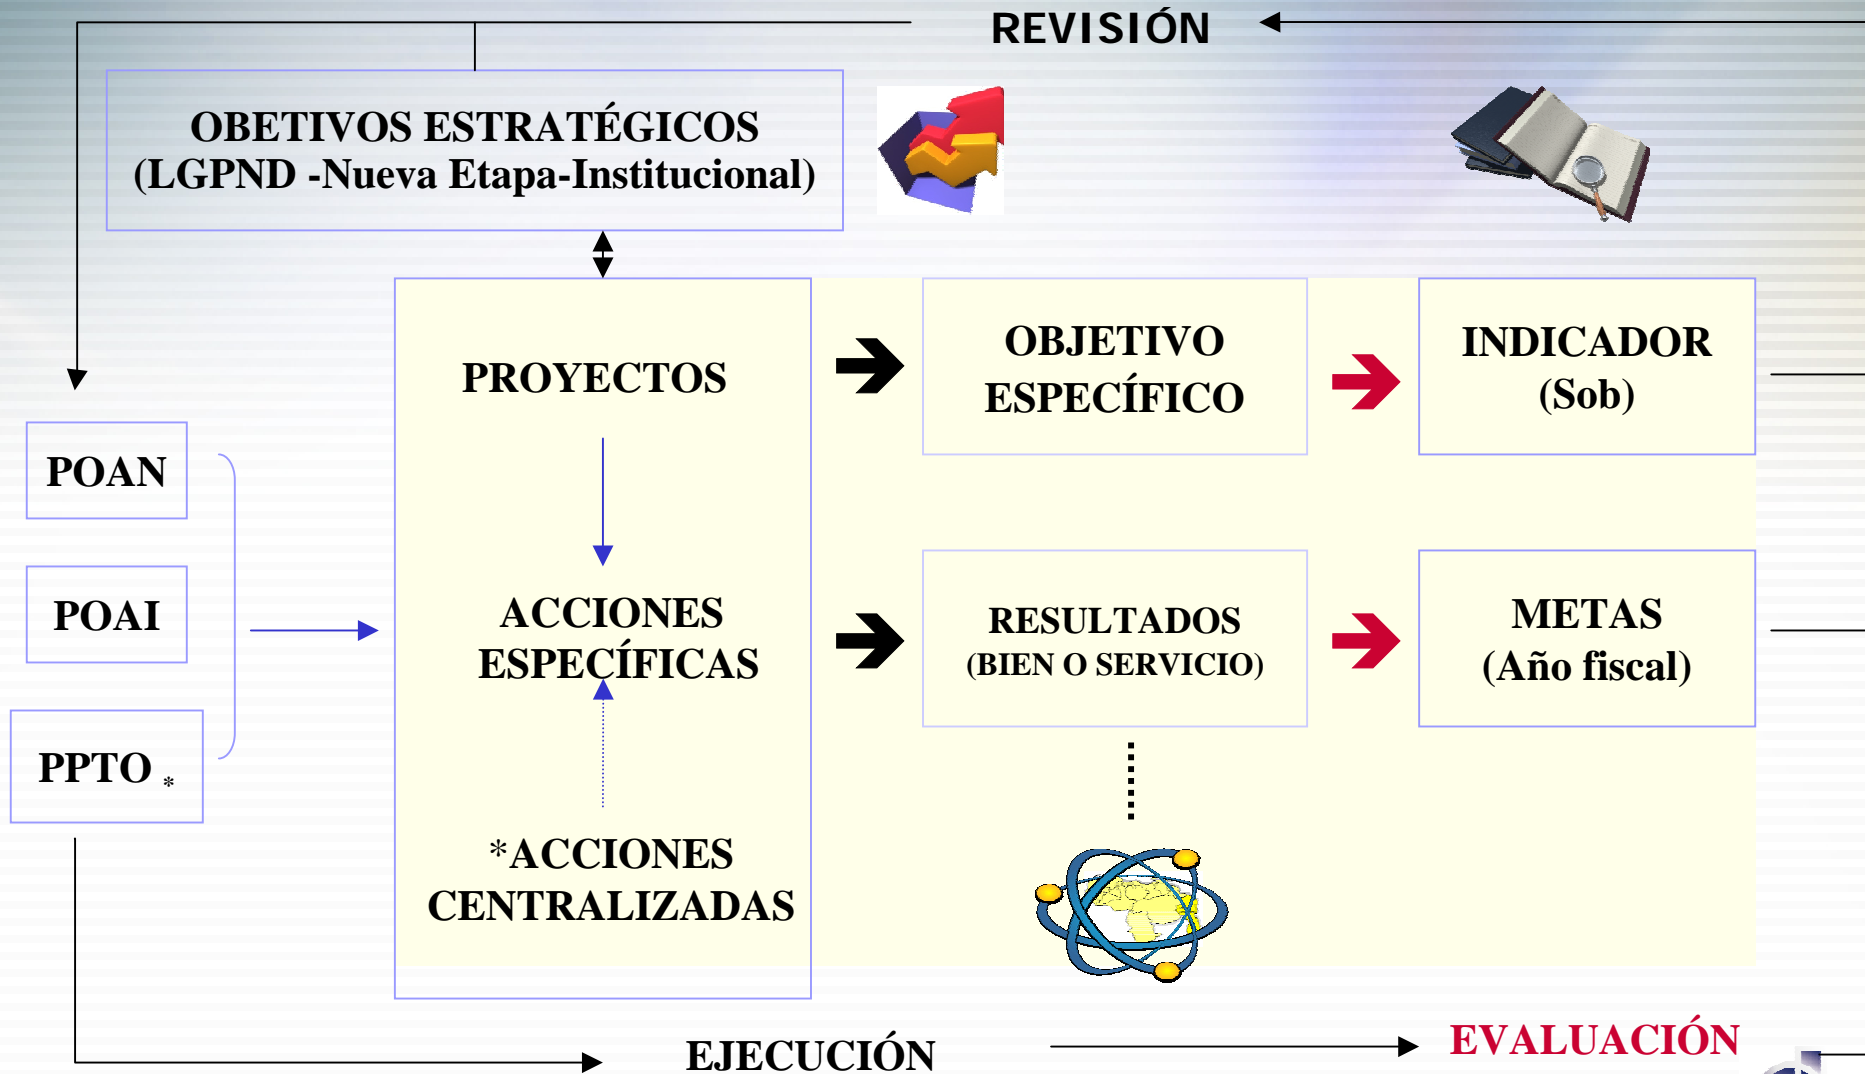 REVISIÓN
OBETIVOS ESTRATÉGICOS
(LGPND -Nueva Etapa-Institucional)
PROYECTOS
OBJETIVO
ESPECÍFICO
INDICADOR
(Sob)
POAN
POAI
PPTO *
ACCIONES
ESPECÍFICAS
RESULTADOS
(BIEN O SERVICIO)
METAS
(Año fiscal)
*ACCIONES
CENTRALIZADAS
EJECUCIÓN
EVALUACIÓN